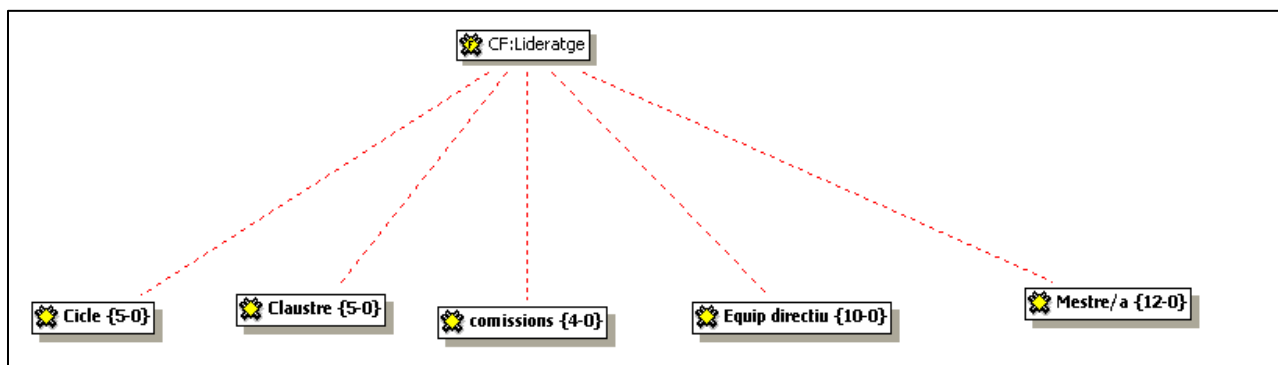 CF:Lideratge
Cicle {5-0}
Claustre {5-0}
comissions {4-0}
Equip directiu {10-0}
Mestre/a {12-0}